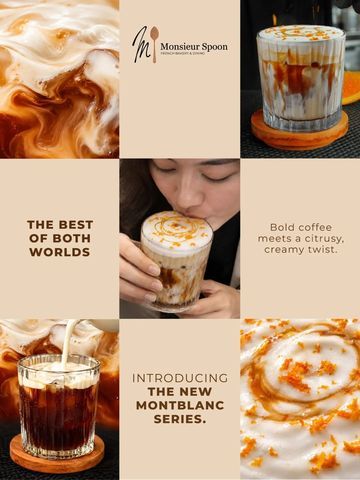 Monsieur Spoon
FRENCH BAKERY & DINING
THE BEST
OF BOTH
WORLDS
Bold coffee
meets a citrusy,
creamy twist.
INTRODUCING
THE NEW
MONTBLANC
SERIES.